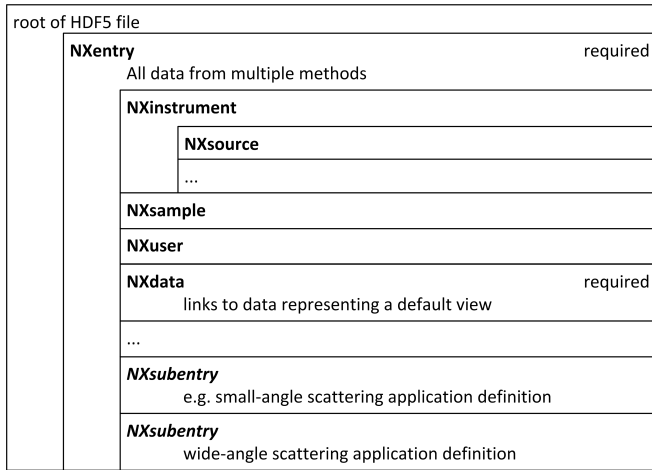 root of HDF5 file
NXentry required
All data from multiple methods
NXinstrument
NXsource
...
NXsample
NXuser
NXdata required
links to data representing a default view
...
NXsubentry
e.g. small-angle scattering application definition
NXsubentry
wide-angle scattering application definition